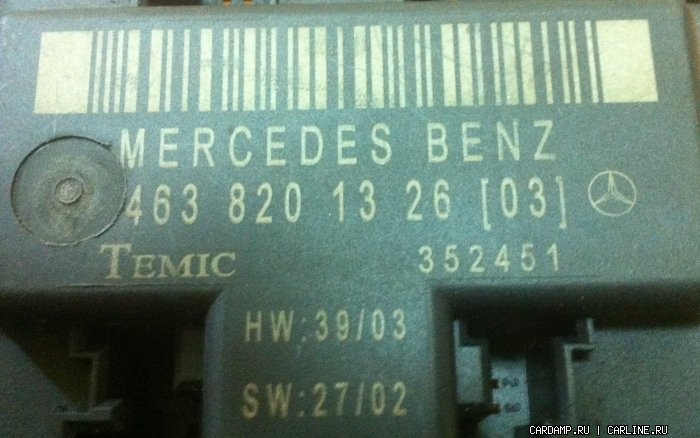 MERCEDES BENZ
463 820 13 26 [03]
TEMIC 352451
HW:39/03
SW:27/02
CARDAMP.RU | CARLINE.RU